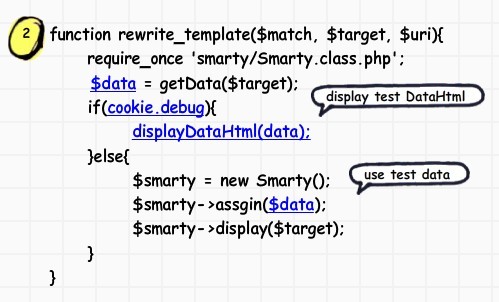 2 function rewrite_template($match, $target, $uri){
require_once 'smarty/Smarty.class.php';
$data = getData($target);
display test DataHtml
if(cookie.debug){
displayDataHtml(data);
}else{
$smarty = new Smarty();
use test data
$smarty->assgin($data);
$smarty->display($target);
}
}